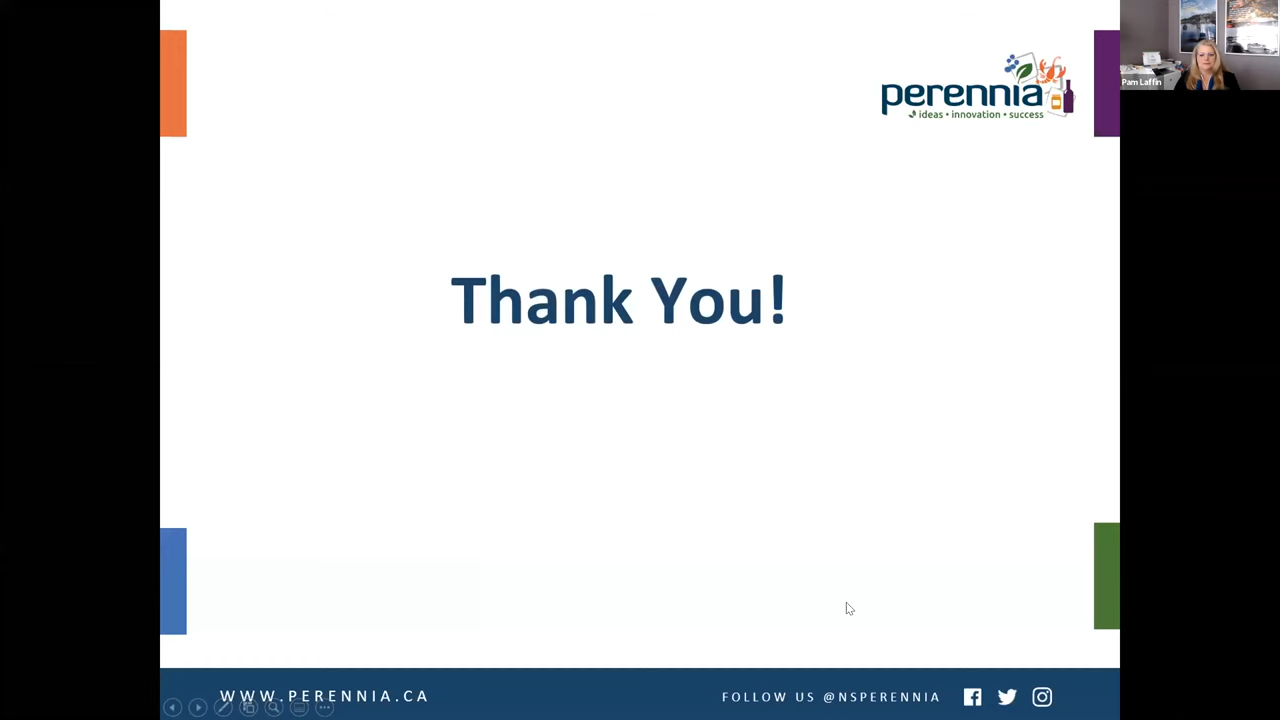 perennia
ideas • innovation • success
Pam Laffin
Thank You!
WWW.PERENNIA.CA
FOLLOW US @NSPERENNIA